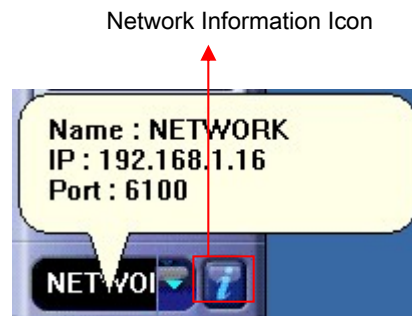 Network Information Icon
Name : NETWORK
IP : 192.168.1.16
Port : 6100
NETWOI
i